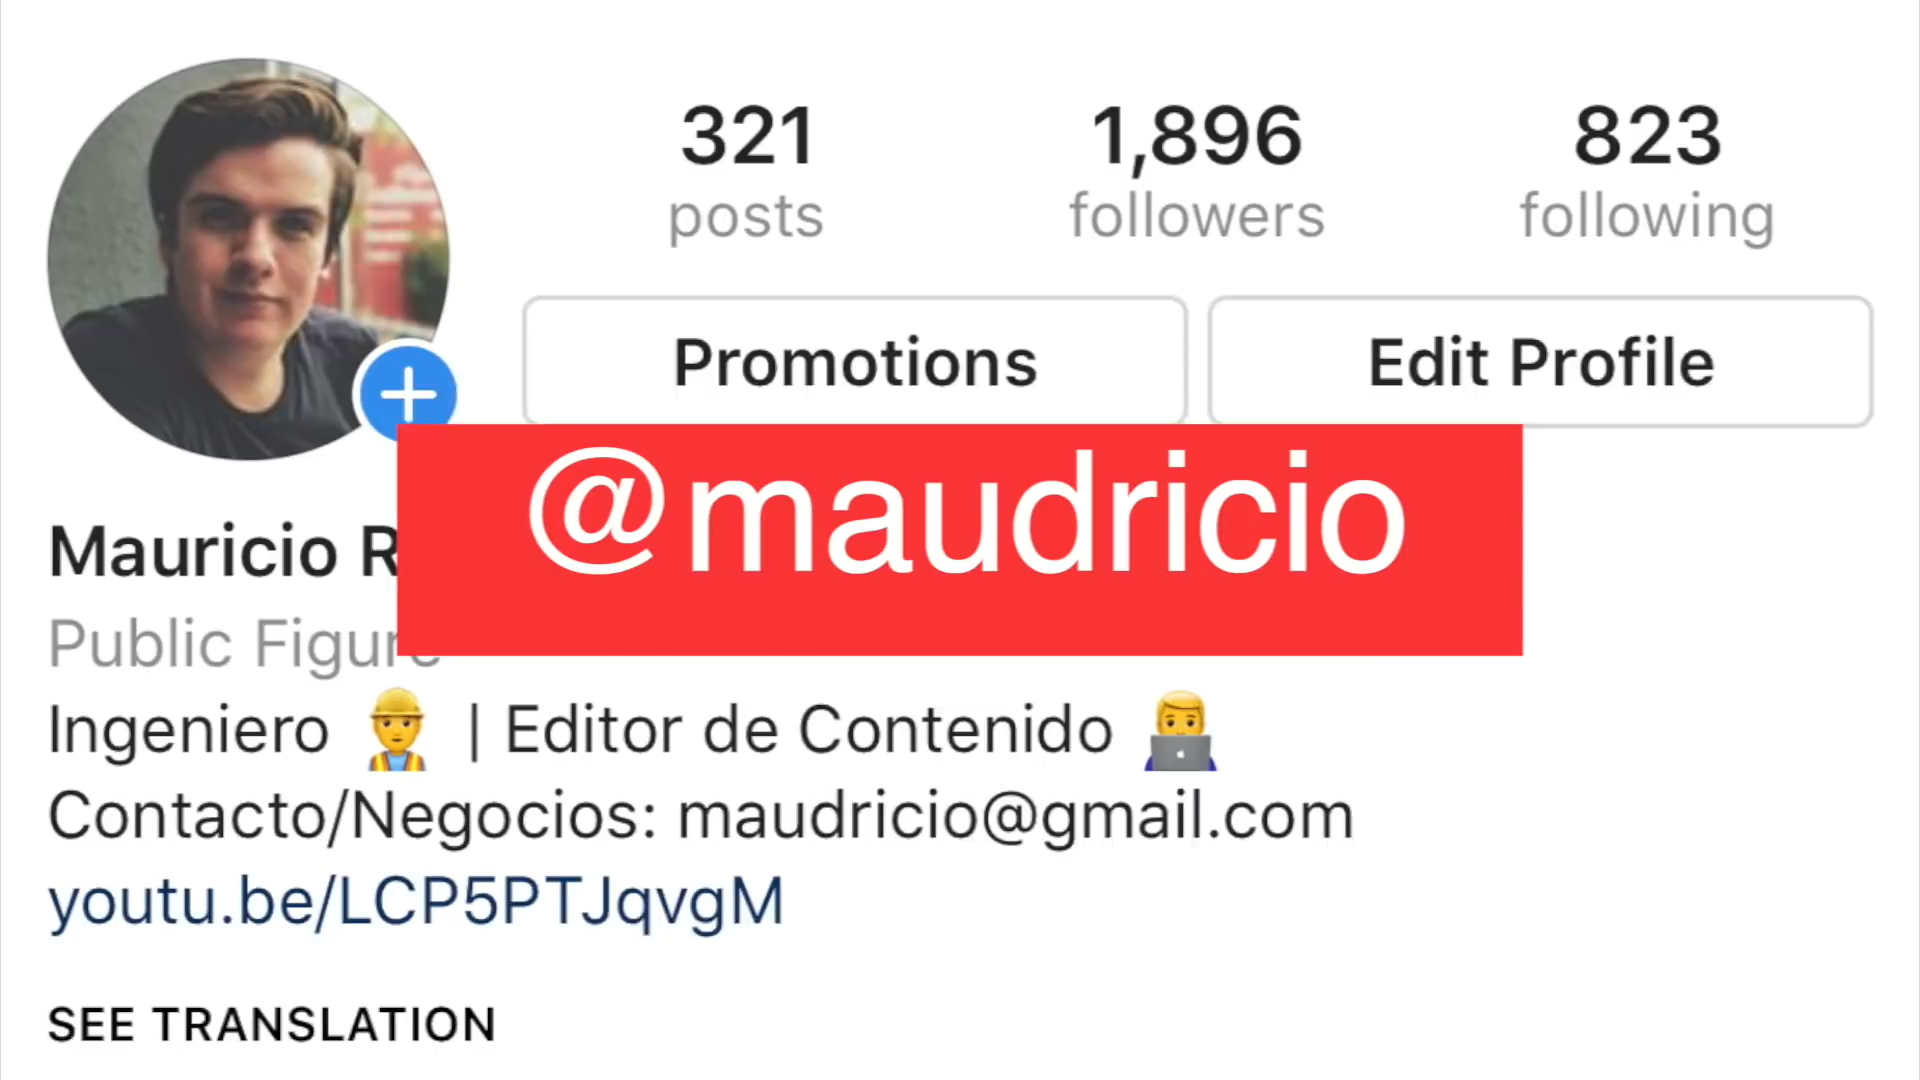 321 1,896 823
posts followers following
Promotions Edit Profile
@maudricio
Mauricio R
Public Figure
Ingeniero | Editor de Contenido
Contacto/Negocios: maudricio@gmail.com
youtu.be/LCP5PTJqvgM
SEE TRANSLATION